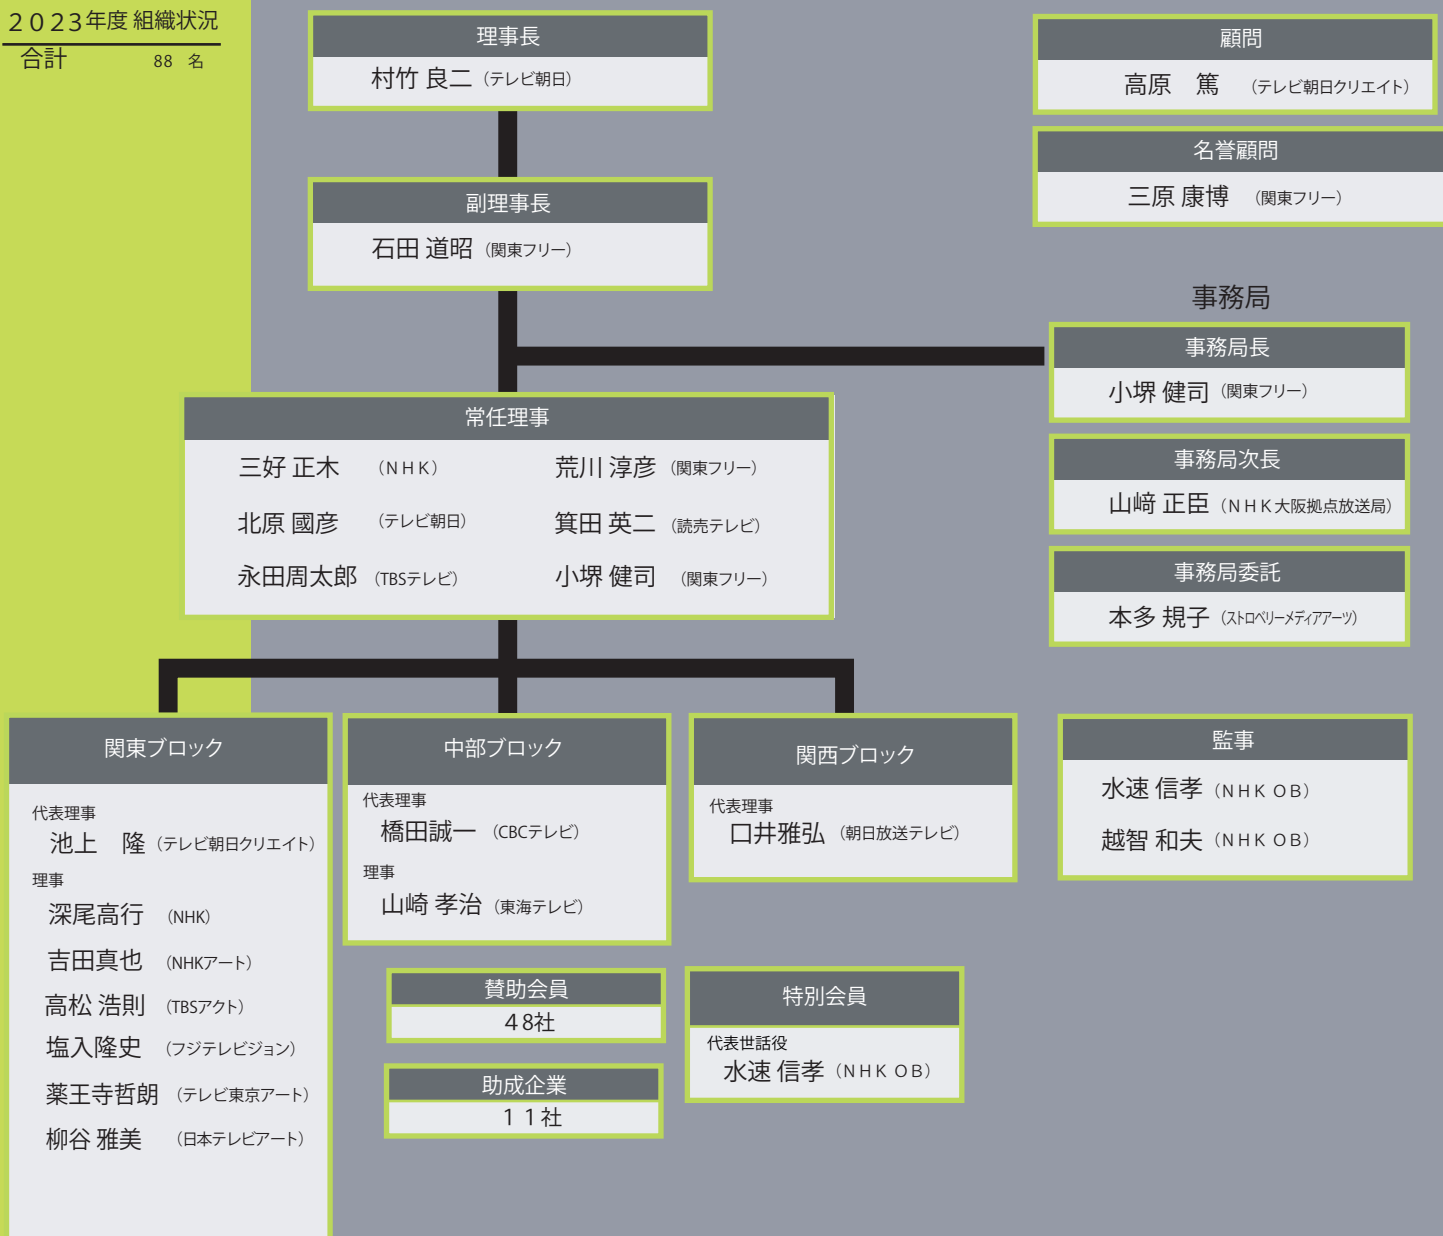 2023年度 組織状況
合計 88 名
理事長
村竹 良二（テレビ朝日）
副理事長
石田 道昭（関東フリー）
顧問
高原 篤（テレビ朝日クリエイト）
名誉顧問
三原 康博（関東フリー）
事務局
事務局長
小堺 健司（関東フリー）
事務局次長
山﨑 正臣（NHK大阪拠点放送局）
事務局委託
本多 規子（ストロベリーメディアアーツ）
常任理事
三好 正木（NHK） 荒川 淳彦（関東フリー）
北原 國彦（テレビ朝日） 箕田 英二（読売テレビ）
永田周太郎（TBSテレビ） 小堺 健司（関東フリー）
関東ブロック
代表理事
池上 隆（テレビ朝日クリエイト）
理事
深尾高行（NHK）
吉田真也（NHKアート）
高松 浩則（TBSアクト）
塩入隆史（フジテレビジョン）
薬王寺哲朗（テレビ東京アート）
柳谷 雅美（日本テレビアート）
中部ブロック
代表理事
橋田誠一（CBCテレビ）
理事
山崎 孝治（東海テレビ）
関西ブロック
代表理事
口井雅弘（朝日放送テレビ）
監事
水速 信孝（NHK OB）
越智 和夫（NHK OB）
賛助会員
48社
助成企業
11社
特別会員
代表世話役
水速 信孝（NHK OB）